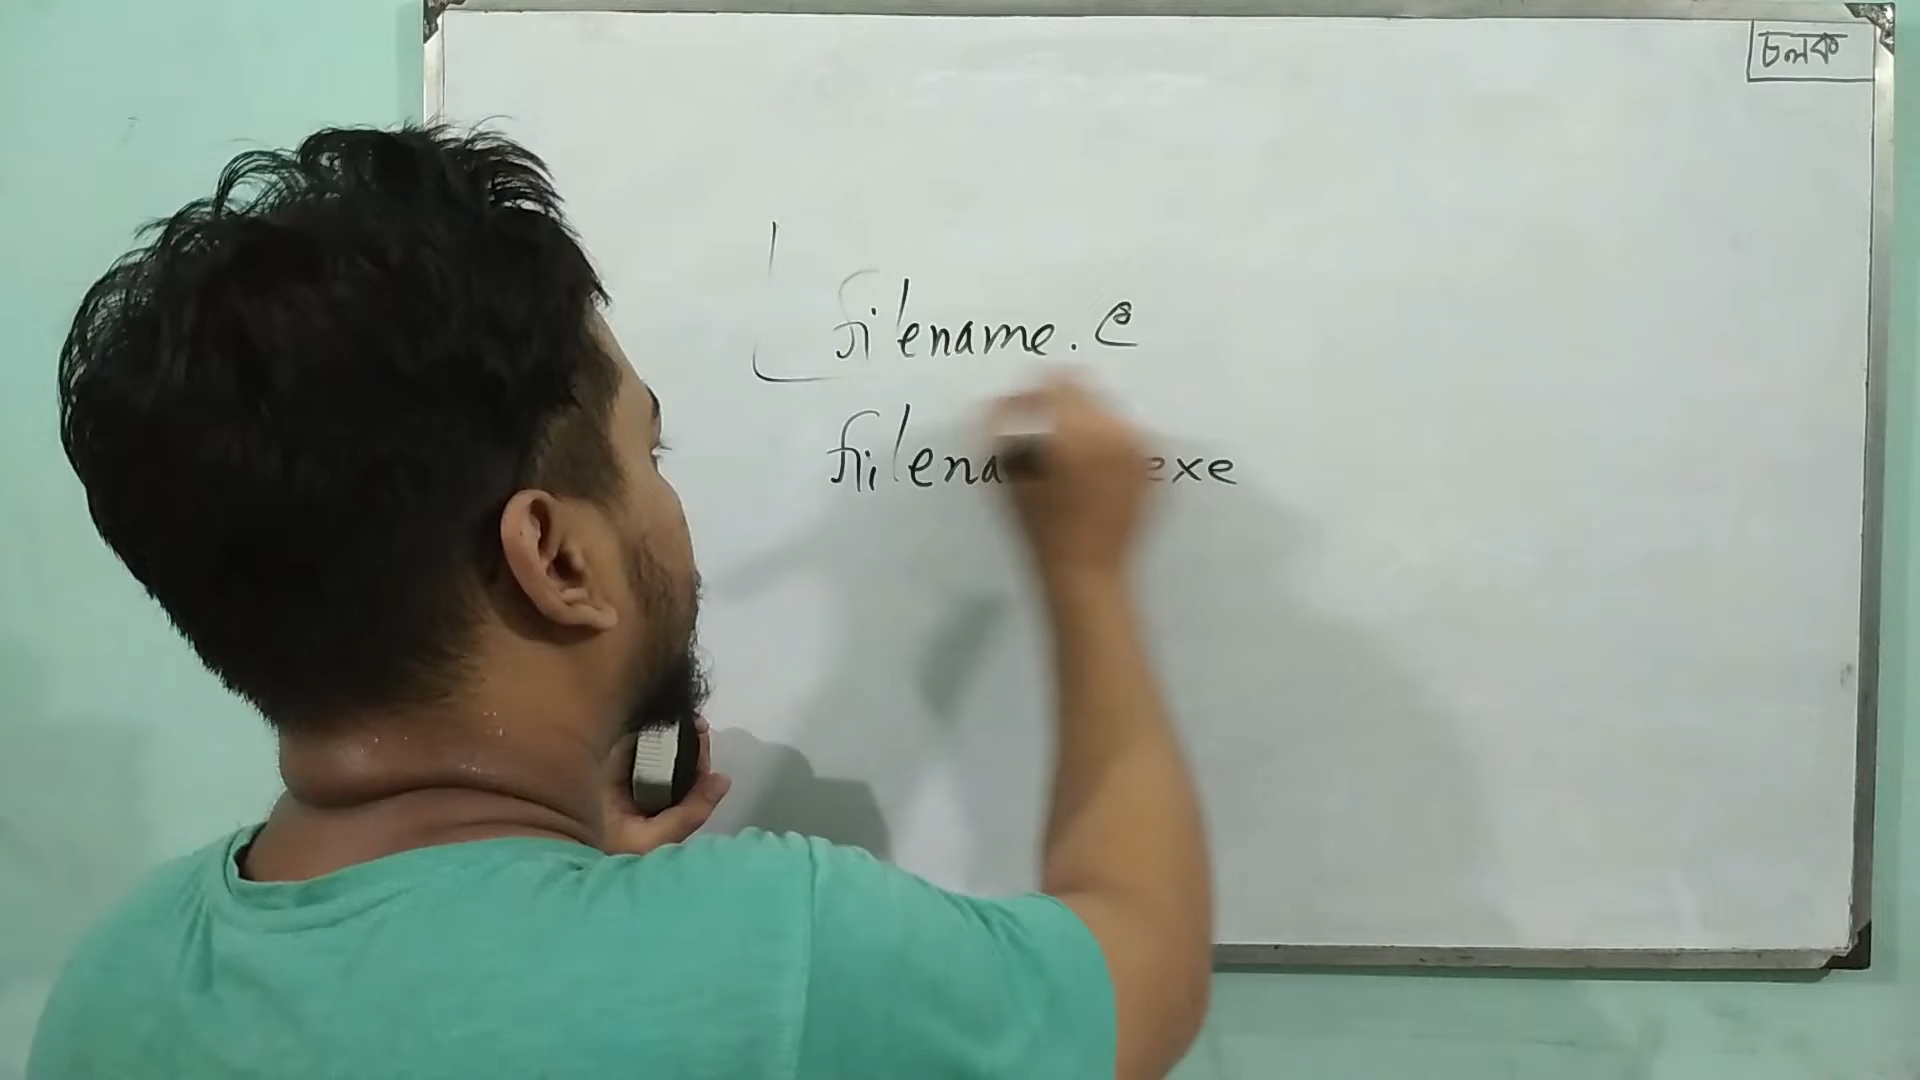 চলক
filename.c
filena exe